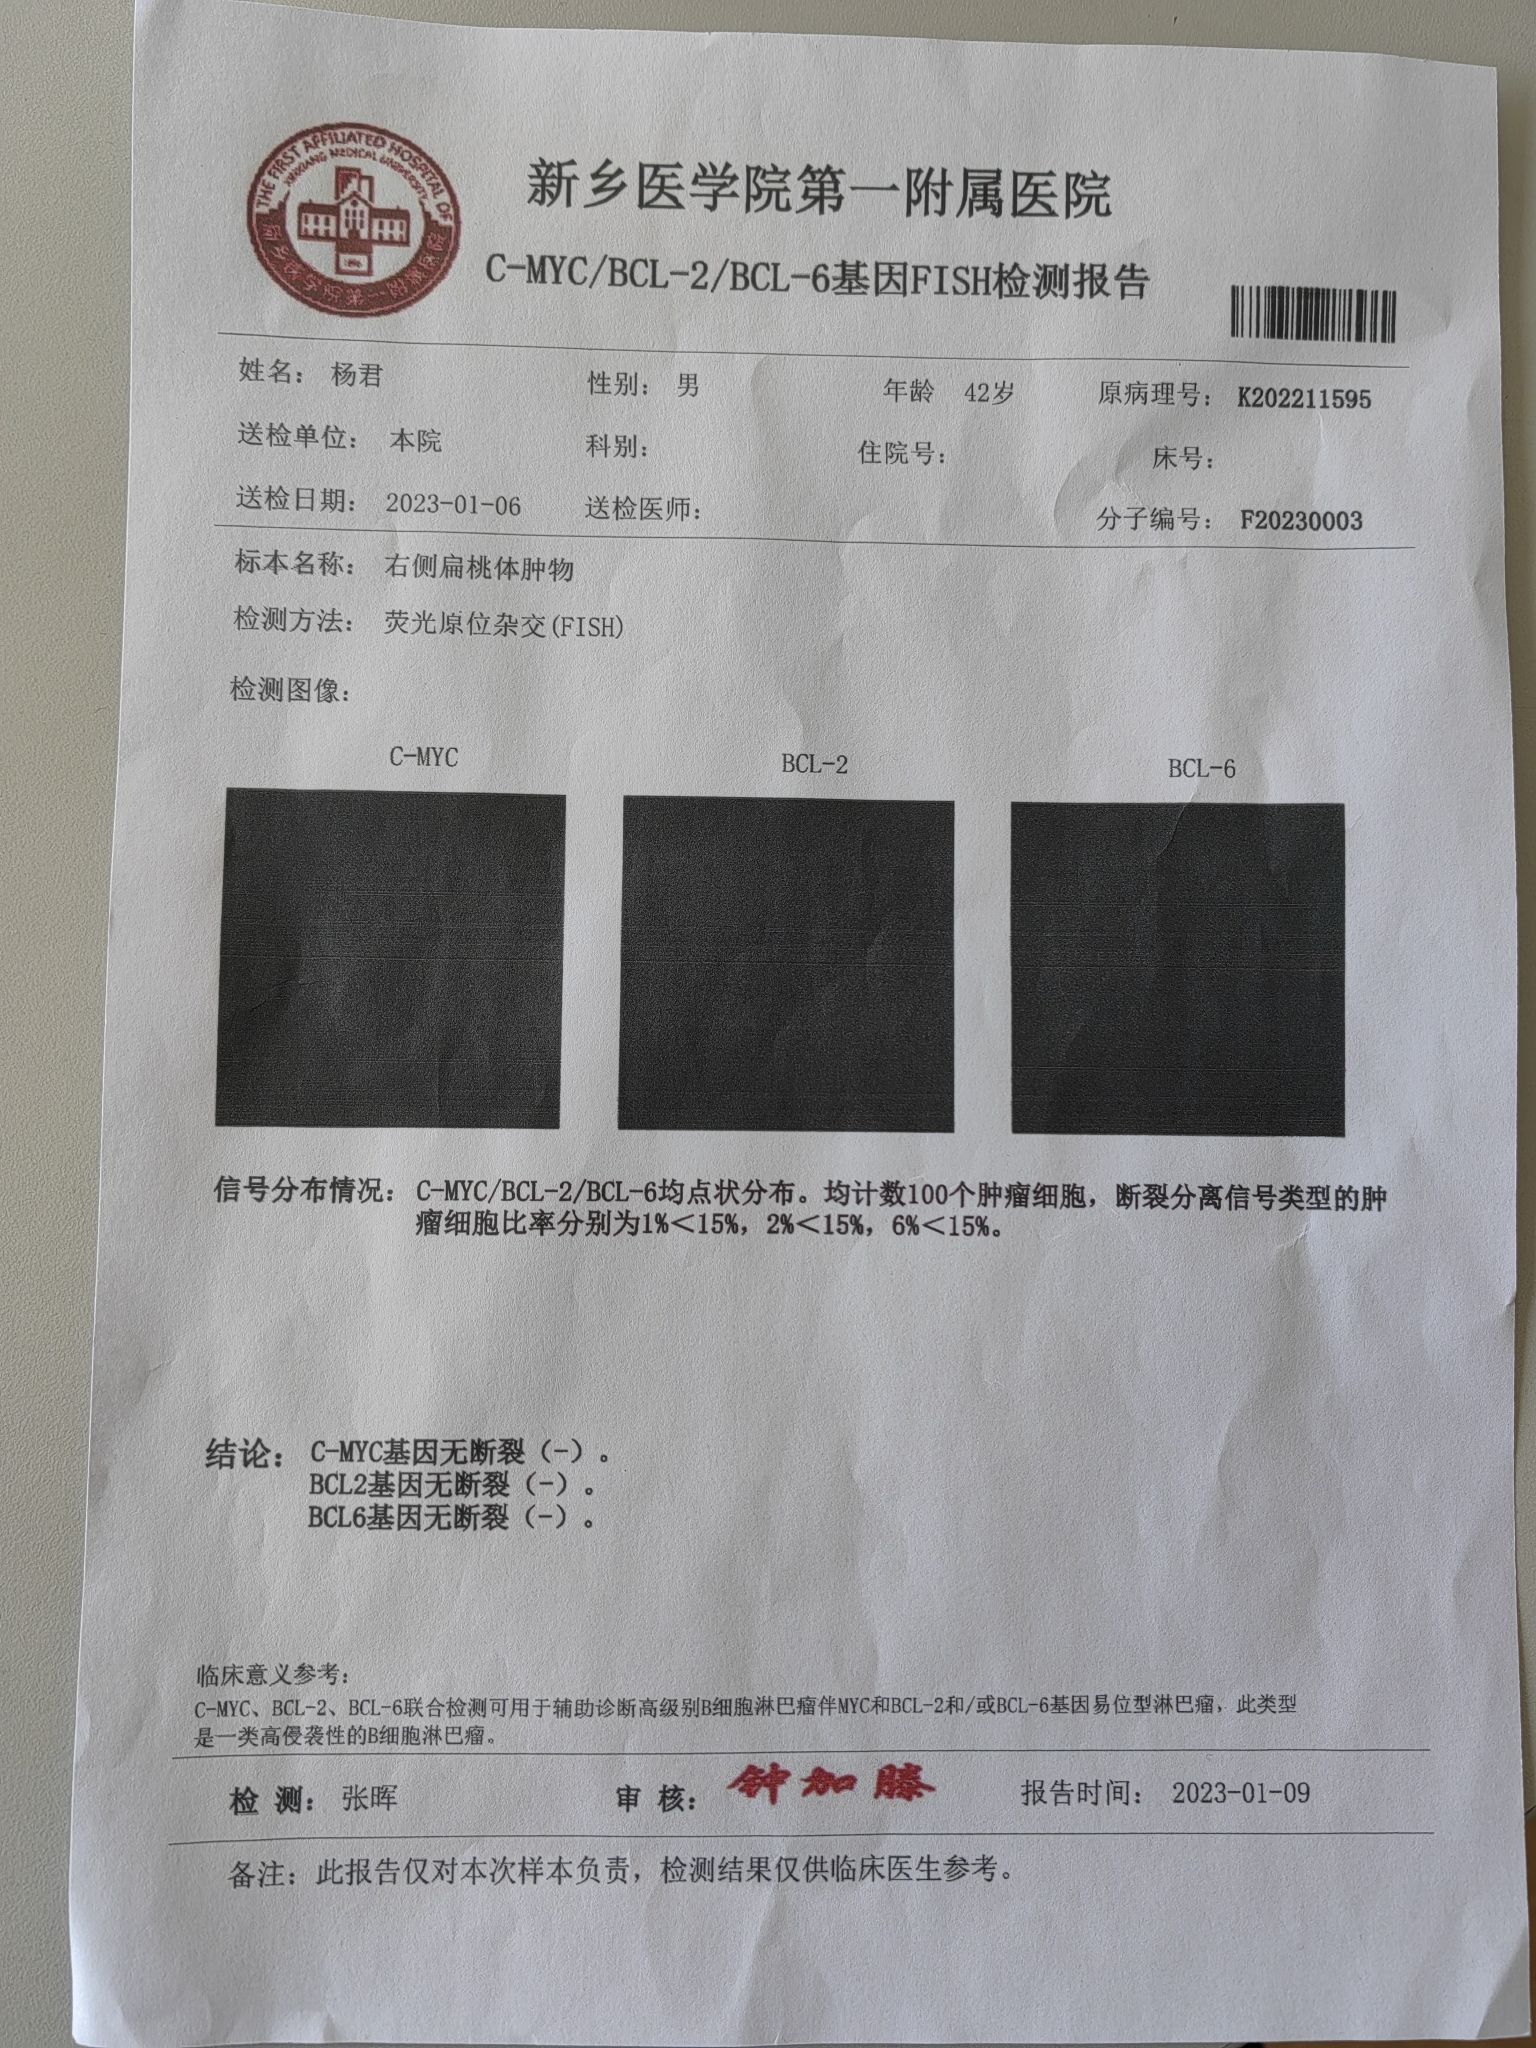 THE FIRST AFFILIATED HOSPITAL OF
XINXIANG MEDICAL UNIVERSITY
新乡医学院第一附属医院
新乡医学院第一附属医院
C-MYC/BCL-2/BCL-6基因FISH检测报告
姓名： 杨君 性别： 男 年龄 42岁 原病理号： K202211595
送检单位： 本院 科别： 住院号： 床号：
送检日期： 2023-01-06 送检医师： 分子编号： F20230003
标本名称： 右侧扁桃体肿物
检测方法： 荧光原位杂交(FISH)
检测图像：
C-MYC BCL-2 BCL-6
信号分布情况： C-MYC/BCL-2/BCL-6均点状分布。均计数100个肿瘤细胞，断裂分离信号类型的肿
瘤细胞比率分别为1%＜15%，2%＜15%，6%＜15%。
结论： C-MYC基因无断裂（-）。
BCL2基因无断裂（-）。
BCL6基因无断裂（-）。
临床意义参考：
C-MYC、BCL-2、BCL-6联合检测可用于辅助诊断高级别B细胞淋巴瘤伴MYC和BCL-2和/或BCL-6基因易位型淋巴瘤，此类型
是一类高侵袭性的B细胞淋巴瘤。
检 测： 张晖 审 核： 钟加滕 报告时间： 2023-01-09
备注：此报告仅对本次样本负责，检测结果仅供临床医生参考。